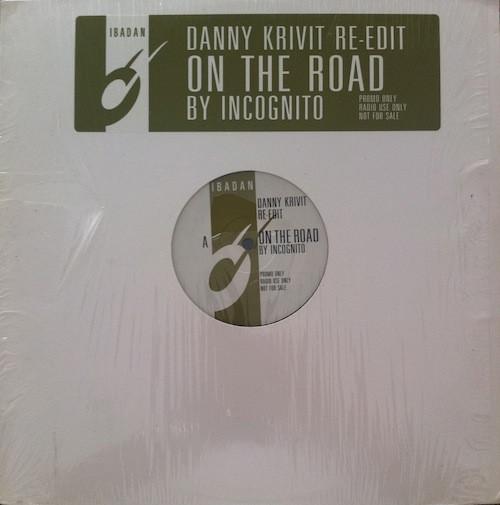 IBADAN
DANNY KRIVIT RE-EDIT
ON THE ROAD
BY INCOGNITO
PROMO ONLY
RADIO USE ONLY
NOT FOR SALE
IBADAN
DANNY KRIVIT
RE-EDIT
A
ON THE ROAD
BY INCOGNITO
PROMO ONLY
RADIO USE ONLY
NOT FOR SALE